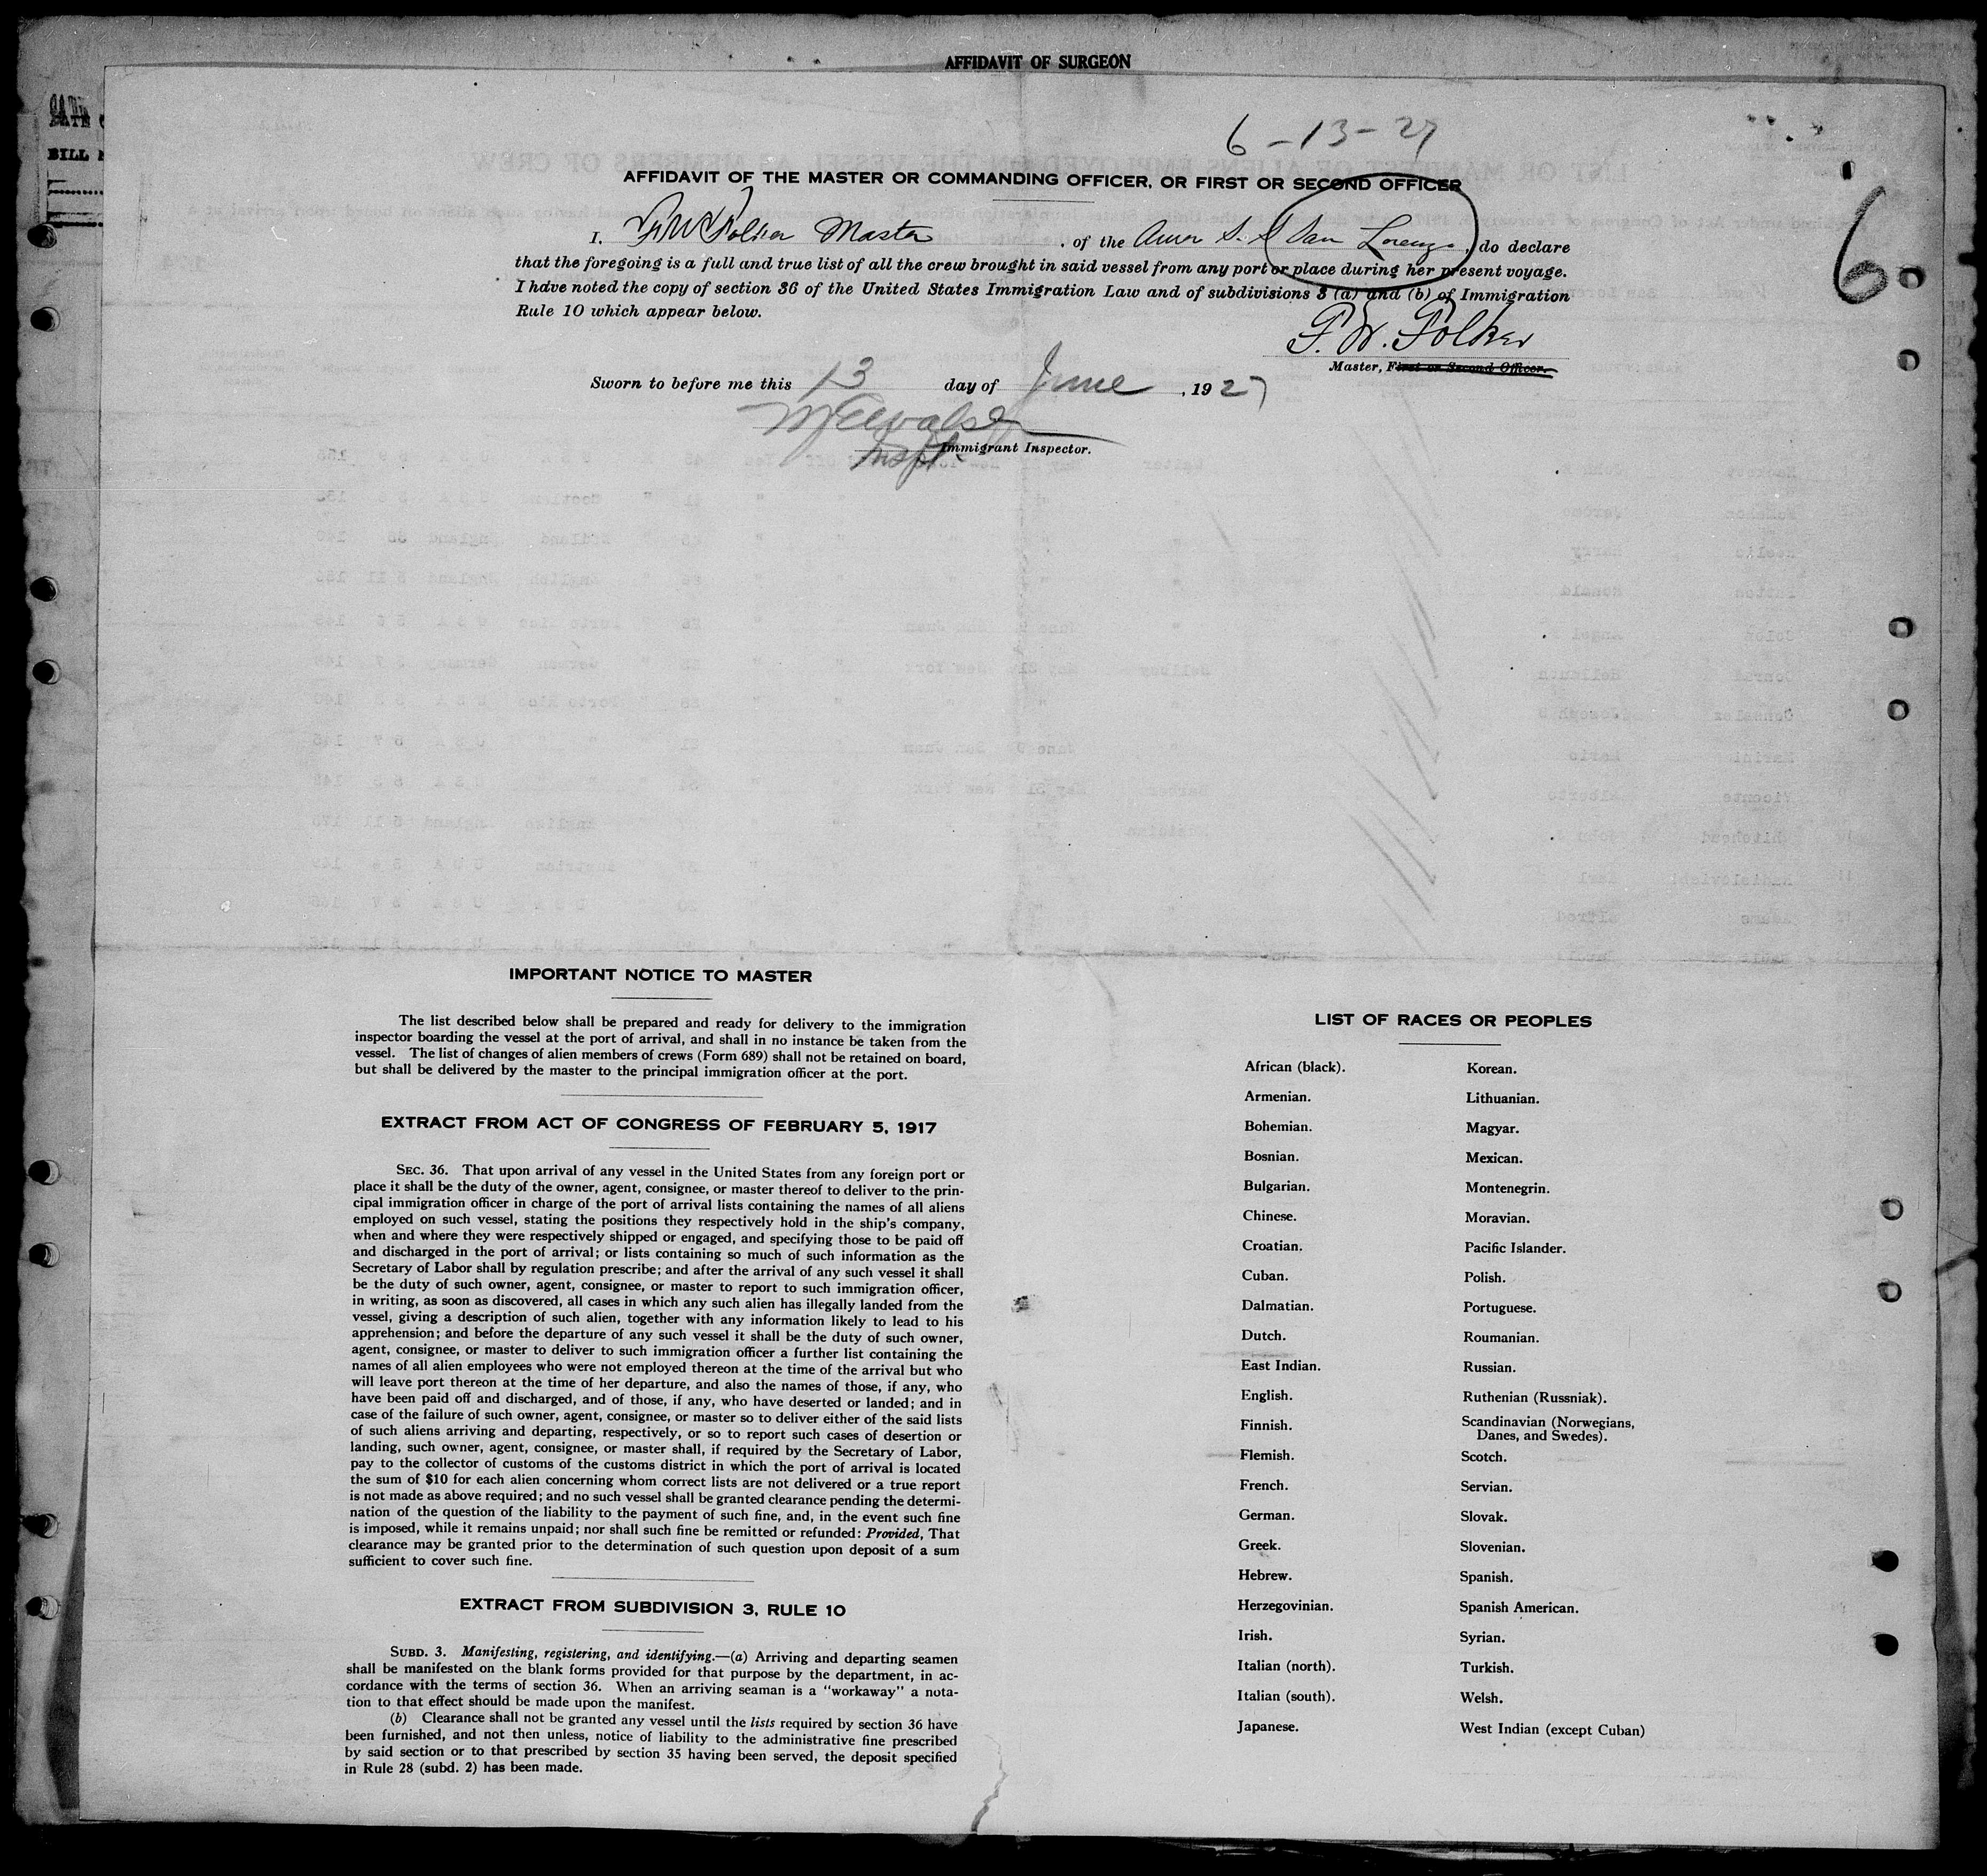 AFFIDAVIT OF SURGEON
BILL
6-13-27
6
AFFIDAVIT OF THE MASTER OR COMMANDING OFFICER, OR FIRST OR SECOND OFFICER
I, F. W. Folker Master, of the Amer S. S San Lorenzo, do declare
that the foregoing is a full and true list of all the crew brought in said vessel from any port or place during her present voyage.
I have noted the copy of section 36 of the United States Immigration Law and of subdivisions 3 (a) and (b) of Immigration
Rule 10 which appear below.
F. W. Folker
Master, First or Second Officer.
Sworn to before me this 13 day of June, 1927
Inspt.
Immigrant Inspector.
IMPORTANT NOTICE TO MASTER
The list described below shall be prepared and ready for delivery to the immigration
inspector boarding the vessel at the port of arrival, and shall in no instance be taken from the
vessel. The list of changes of alien members of crews (Form 689) shall not be retained on board,
but shall be delivered by the master to the principal immigration officer at the port.
EXTRACT FROM ACT OF CONGRESS OF FEBRUARY 5, 1917
SEC. 36. That upon arrival of any vessel in the United States from any foreign port or
place it shall be the duty of the owner, agent, consignee, or master thereof to deliver to the prin-
cipal immigration officer in charge of the port of arrival lists containing the names of all aliens
employed on such vessel, stating the positions they respectively hold in the ship's company,
when and where they were respectively shipped or engaged, and specifying those to be paid off
and discharged in the port of arrival; or lists containing so much of such information as the
Secretary of Labor shall by regulation prescribe; and after the arrival of any such vessel it shall
be the duty of such owner, agent, consignee, or master to report to such immigration officer,
in writing, as soon as discovered, all cases in which any such alien has illegally landed from the
vessel, giving a description of such alien, together with any information likely to lead to his
apprehension; and before the departure of any such vessel it shall be the duty of such owner,
agent, consignee, or master to deliver to such immigration officer a further list containing the
names of all alien employees who were not employed thereon at the time of the arrival but who
will leave port thereon at the time of her departure, and also the names of those, if any, who
have been paid off and discharged, and of those, if any, who have deserted or landed; and in
case of the failure of such owner, agent, consignee, or master so to deliver either of the said lists
of such aliens arriving and departing, respectively, or so to report such cases of desertion or
landing, such owner, agent, consignee, or master shall, if required by the Secretary of Labor,
pay to the collector of customs of the customs district in which the port of arrival is located
the sum of $10 for each alien concerning whom correct lists are not delivered or a true report
is not made as above required; and no such vessel shall be granted clearance pending the determi-
nation of the question of the liability to the payment of such fine, and, in the event such fine
is imposed, while it remains unpaid; nor shall such fine be remitted or refunded: Provided, That
clearance may be granted prior to the determination of such question upon deposit of a sum
sufficient to cover such fine.
EXTRACT FROM SUBDIVISION 3, RULE 10
SUBD. 3. Manifesting, registering, and identifying.—(a) Arriving and departing seamen
shall be manifested on the blank forms provided for that purpose by the department, in ac-
cordance with the terms of section 36. When an arriving seaman is a "workaway" a nota-
tion to that effect should be made upon the manifest.
(b) Clearance shall not be granted any vessel until the lists required by section 36 have
been furnished, and not then unless, notice of liability to the administrative fine prescribed
by said section or to that prescribed by section 35 having been served, the deposit specified
in Rule 28 (subd. 2) has been made.
LIST OF RACES OR PEOPLES
African (black).
Armenian.
Bohemian.
Bosnian.
Bulgarian.
Chinese.
Croatian.
Cuban.
Dalmatian.
Dutch.
East Indian.
English.
Finnish.
Flemish.
French.
German.
Greek.
Hebrew.
Herzegovinian.
Irish.
Italian (north).
Italian (south).
Japanese.
Korean.
Lithuanian.
Magyar.
Mexican.
Montenegrin.
Moravian.
Pacific Islander.
Polish.
Portuguese.
Roumanian.
Russian.
Ruthenian (Russniak).
Scandinavian (Norwegians,
Danes, and Swedes).
Scotch.
Servian.
Slovak.
Slovenian.
Spanish.
Spanish American.
Syrian.
Turkish.
Welsh.
West Indian (except Cuban)